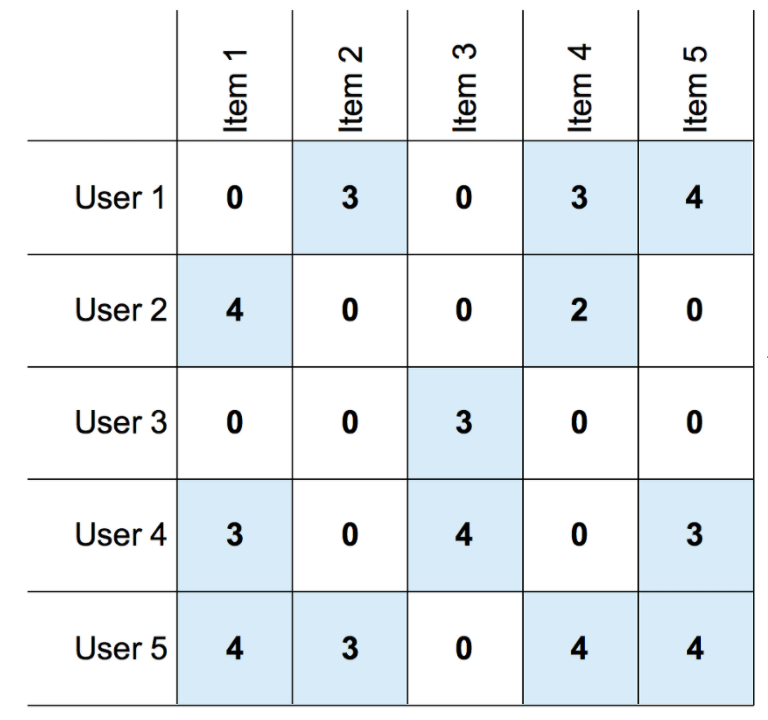 Item 1 Item 2 Item 3 Item 4 Item 5
User 1 0 3 0 3 4
User 2 4 0 0 2 0
User 3 0 0 3 0 0
User 4 3 0 4 0 3
User 5 4 3 0 4 4